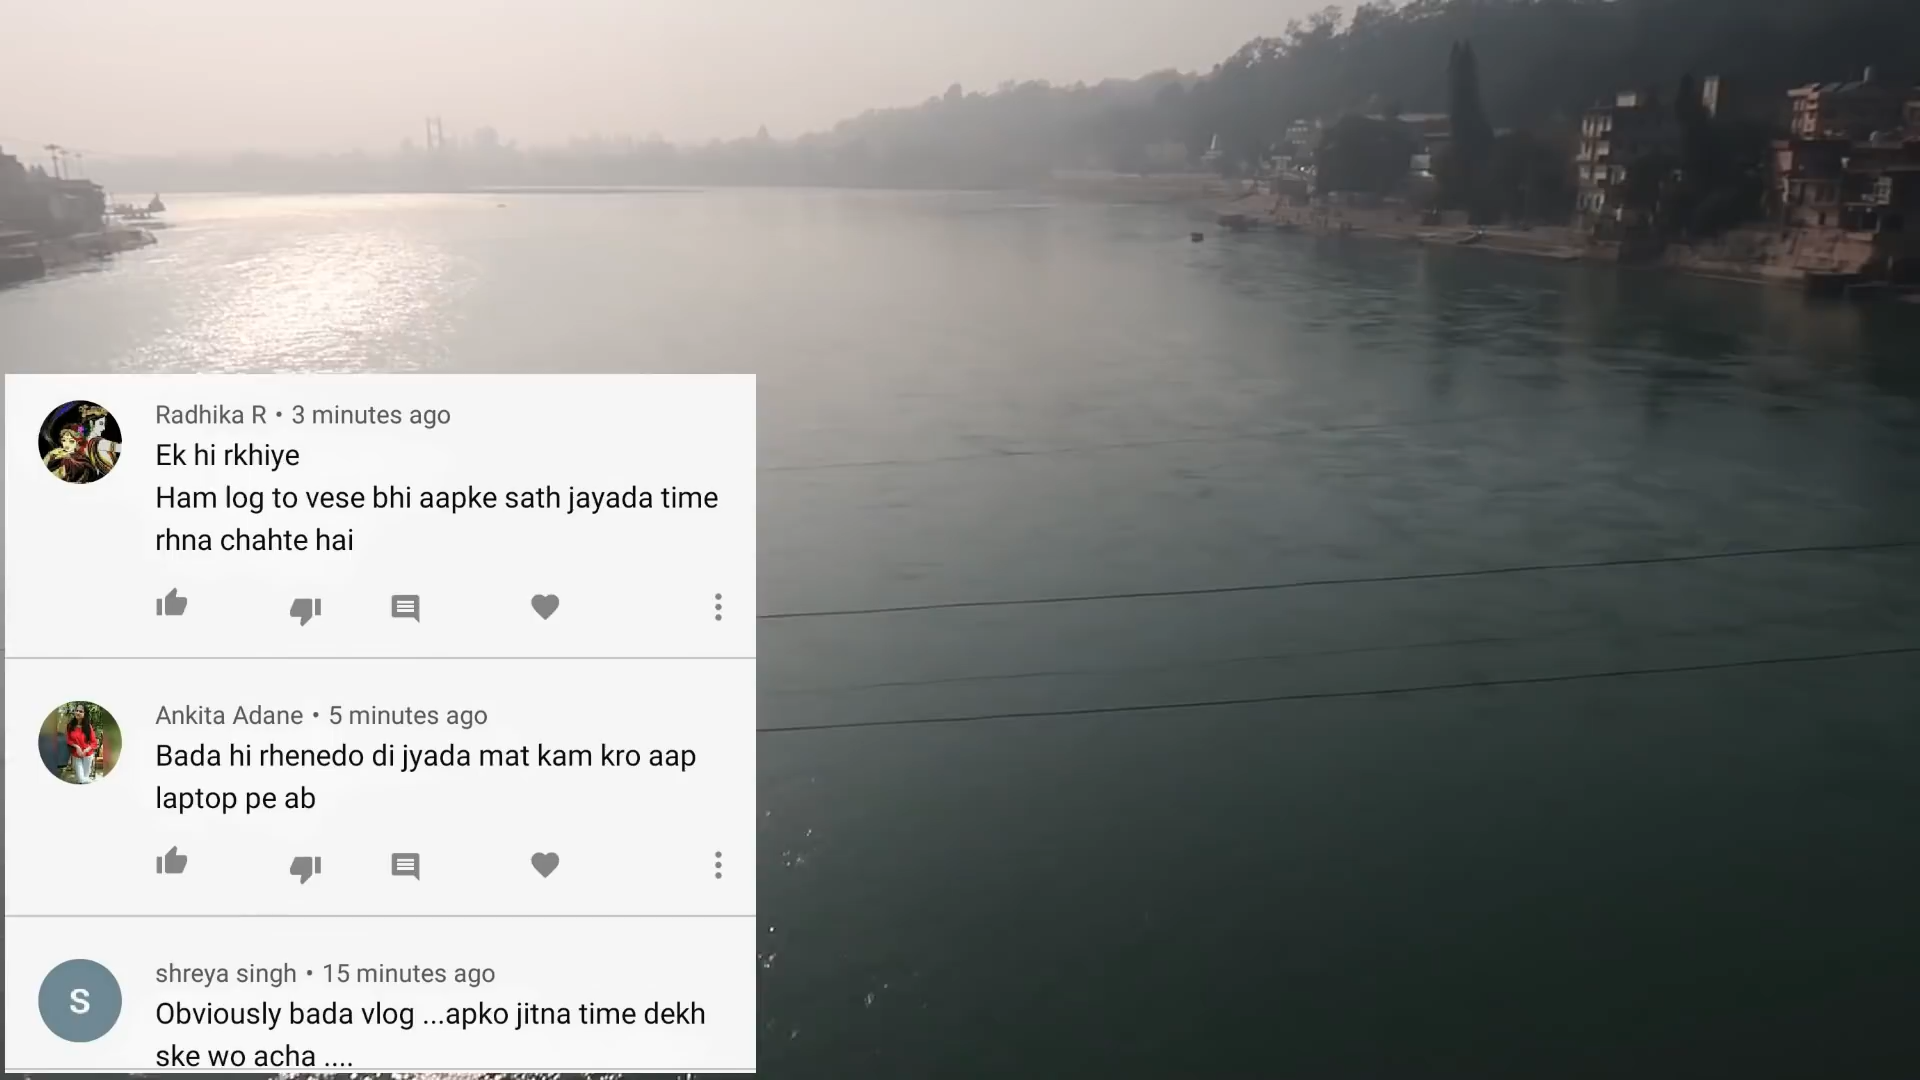 Radhika R • 3 minutes ago
Ek hi rkhiye
Ham log to vese bhi aapke sath jayada time
rhna chahte hai
Ankita Adane • 5 minutes ago
Bada hi rhenedo di jyada mat kam kro aap
laptop pe ab
S
shreya singh • 15 minutes ago
Obviously bada vlog ...apko jitna time dekh
ske wo acha ....